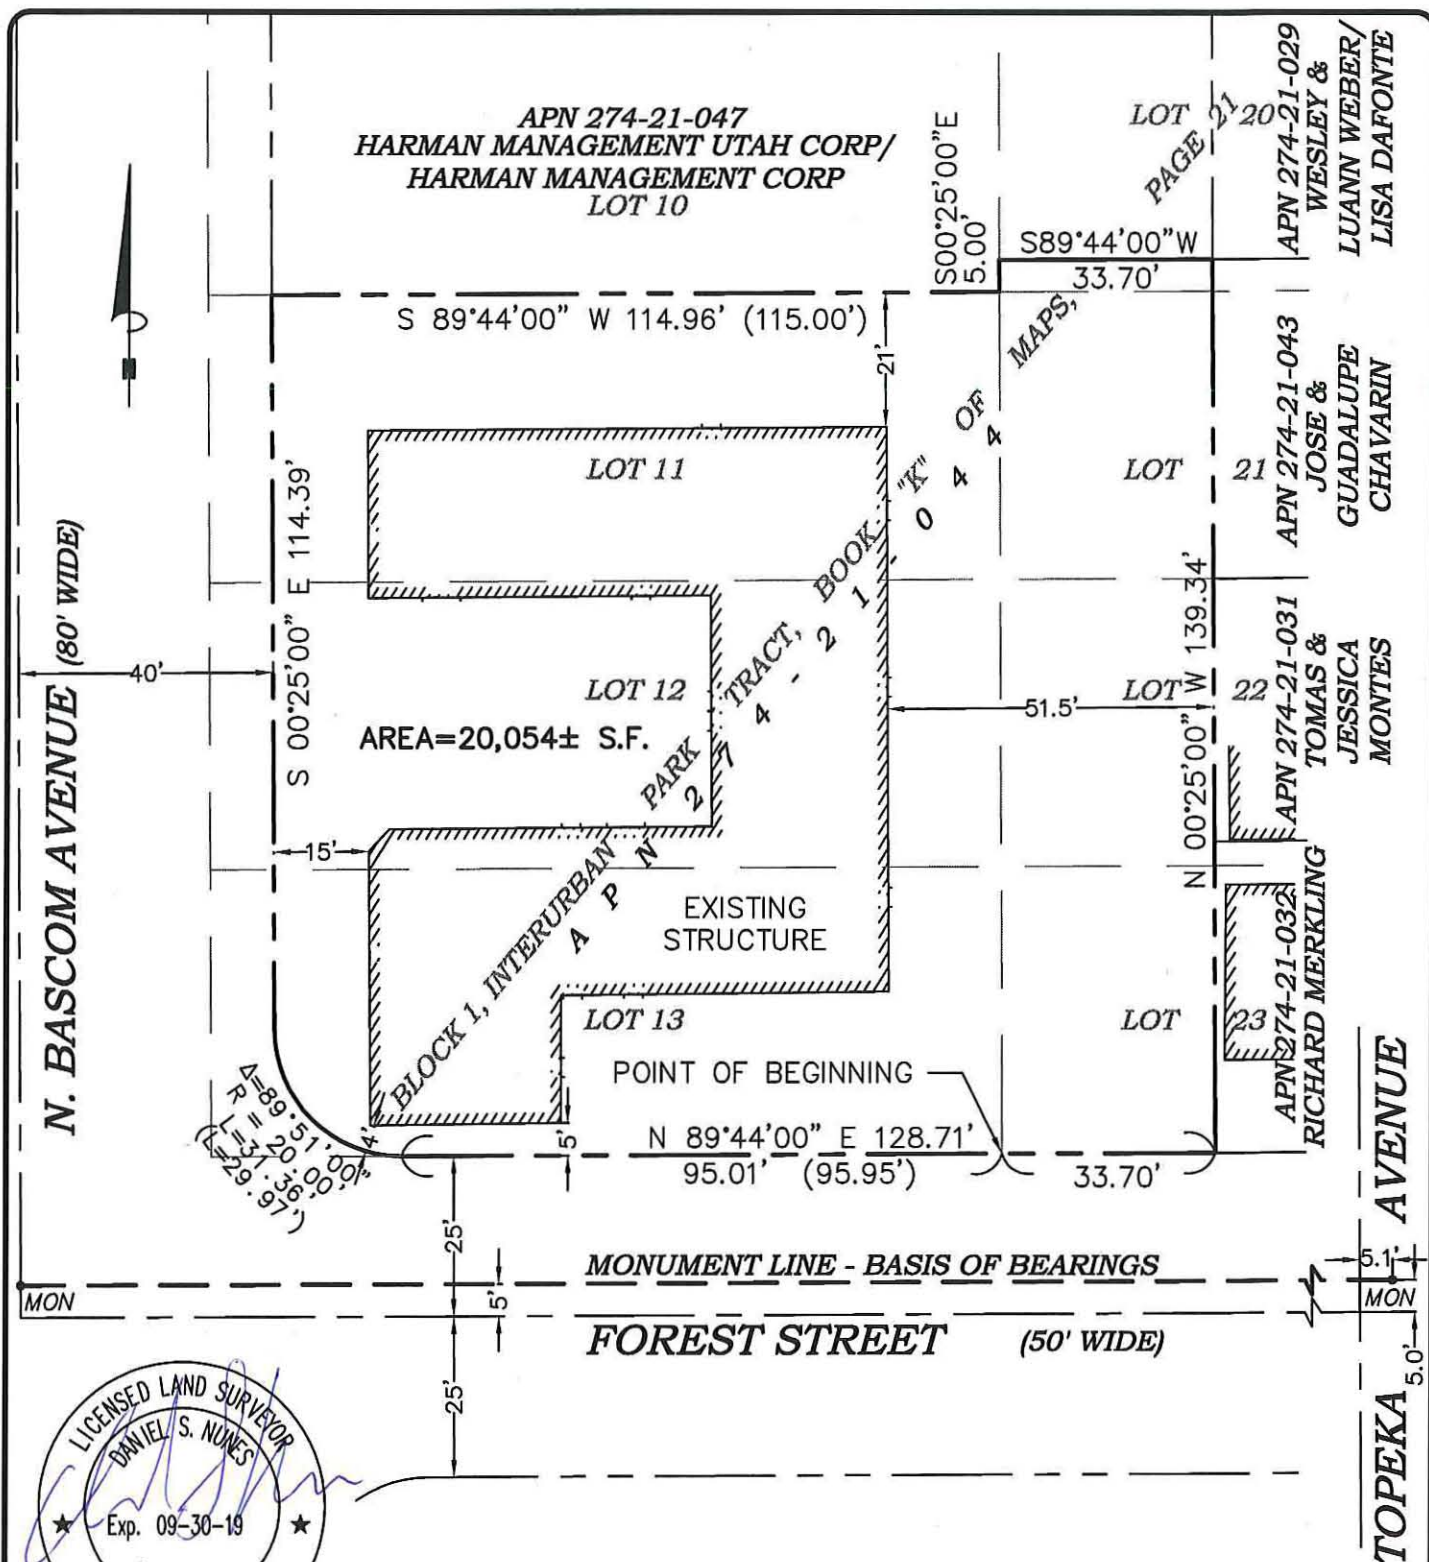 APN 274-21-047
HARMAN MANAGEMENT UTAH CORP/
HARMAN MANAGEMENT CORP
LOT 10
S00°25'00"E
5.00'
LOT 20
PAGE 21
S89°44'00"W
33.70'
APN 274-21-029
WESLEY &
LUANN WEBER/
LISA DAFONTE
S 89°44'00" W 114.96' (115.00')
21'
APN 274-21-043
JOSE &
GUADALUPE
CHAVARIN
LOT 11
LOT 21
S 00°25'00" E 114.39'
N. BASCOM AVENUE (80' WIDE)
40'
LOT 12
AREA=20,054± S.F.
BLOCK 1, INTERURBAN PARK TRACT, BOOK "K" OF MAPS,
APN 274-21-044
51.5'
LOT 22
N 00°25'00" W 139.34'
APN 274-21-031
TOMAS &
JESSICA
MONTES
15'
EXISTING
STRUCTURE
APN 274-21-032
RICHARD MERKLING
LOT 13
LOT 23
POINT OF BEGINNING
Δ=89°51'00"
R = 20.00'
L=31.36'
(L=29.97')
4'
5'
N 89°44'00" E 128.71'
95.01' (95.95')
33.70'
25'
MONUMENT LINE - BASIS OF BEARINGS
5.1'
MON
5'
MON
FOREST STREET (50' WIDE)
5.0'
25'
TOPEKA AVENUE
LICENSED LAND SURVEYOR
DANIEL S. NUNES
Exp. 09-30-19